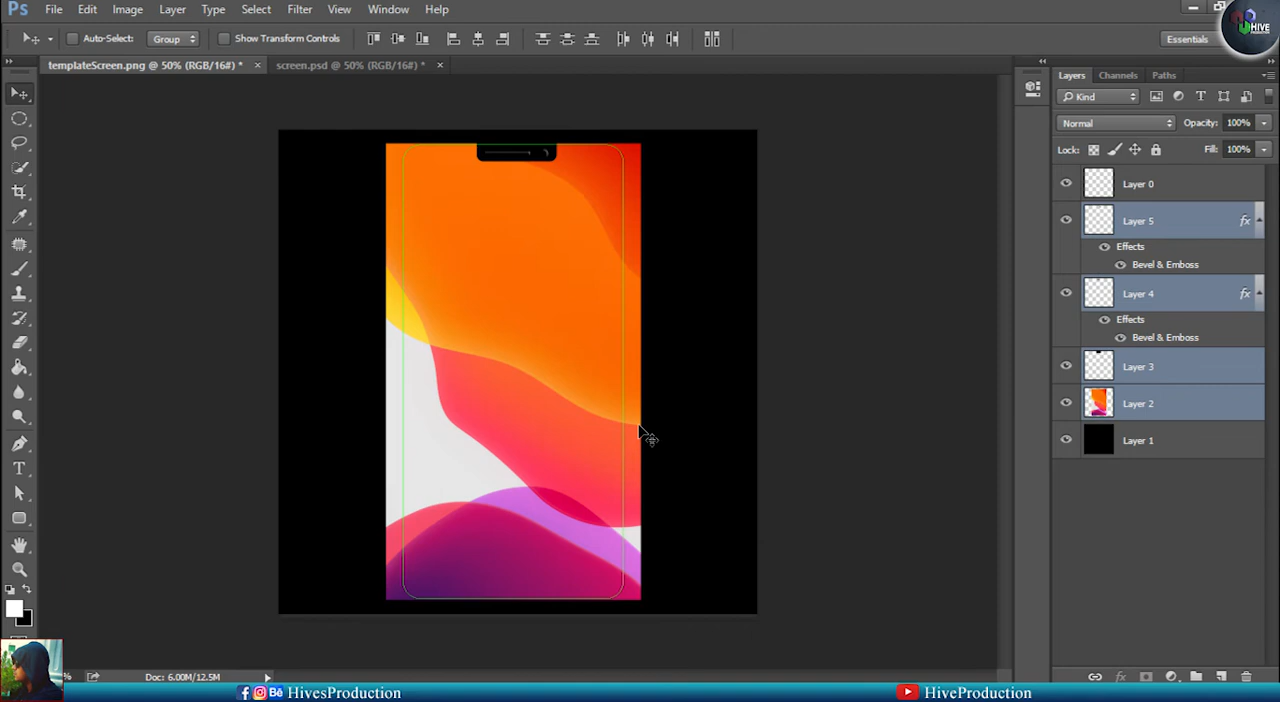 Ps File Edit Image Layer Type Select Filter View Window Help
HIVE
Auto-Select: Group Show Transform Controls Essentials
templateScreen.png @ 50% (RGB/16#) * × screen.psd @ 50% (RGB/16#) * ×
Layers Channels Paths
Kind
Normal Opacity: 100%
Lock: Fill: 100%
Layer 0
Layer 5 fx
Effects
Bevel & Emboss
Layer 4 fx
Effects
Bevel & Emboss
Layer 3
Layer 2
Layer 1
% Doc: 6.00M/12.5M
HivesProduction
HiveProduction